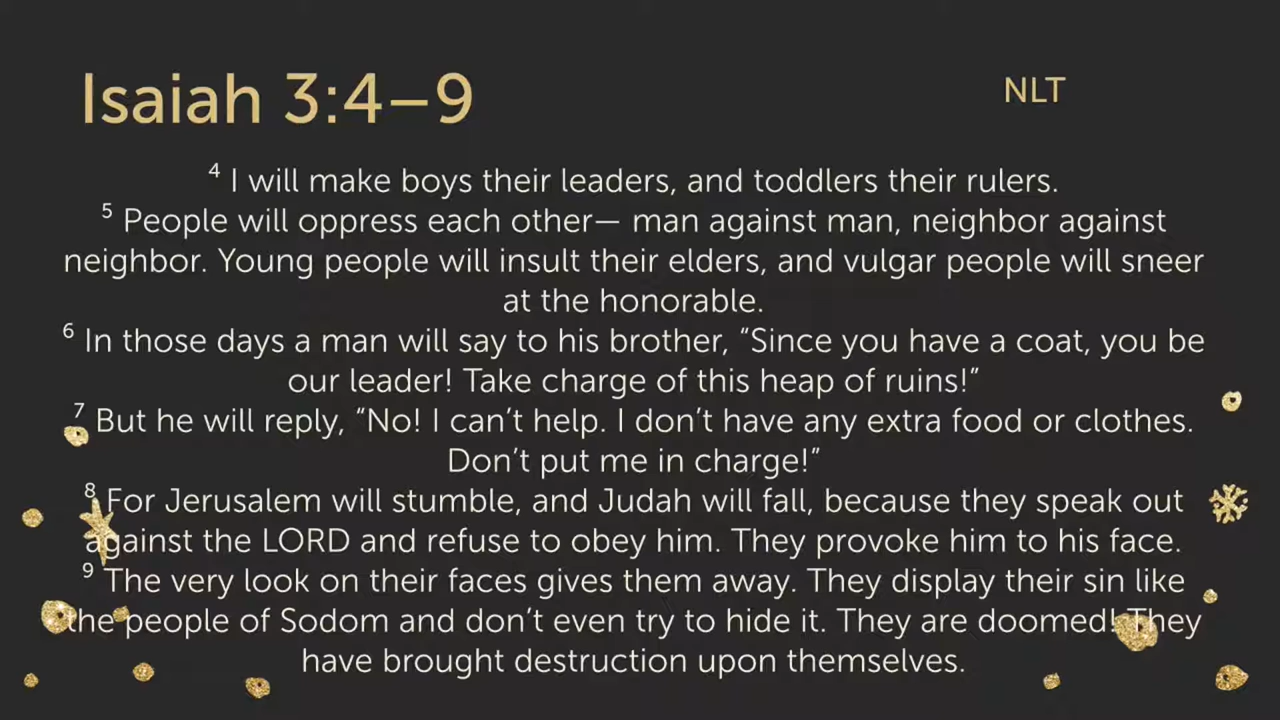 Isaiah 3:4–9
NLT
4 I will make boys their leaders, and toddlers their rulers.
5 People will oppress each other— man against man, neighbor against
neighbor. Young people will insult their elders, and vulgar people will sneer
at the honorable.
6 In those days a man will say to his brother, “Since you have a coat, you be
our leader! Take charge of this heap of ruins!”
7 But he will reply, “No! I can’t help. I don’t have any extra food or clothes.
Don’t put me in charge!”
8 For Jerusalem will stumble, and Judah will fall, because they speak out
against the LORD and refuse to obey him. They provoke him to his face.
9 The very look on their faces gives them away. They display their sin like
the people of Sodom and don’t even try to hide it. They are doomed! They
have brought destruction upon themselves.